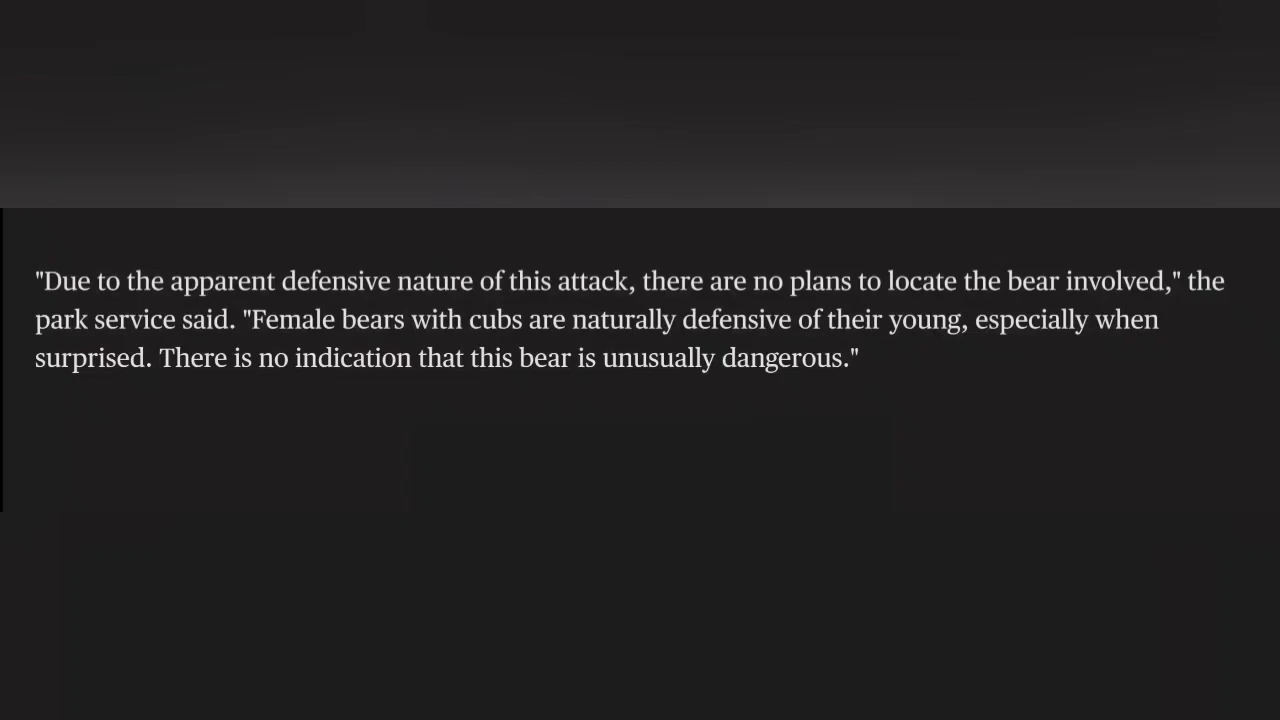 "Due to the apparent defensive nature of this attack, there are no plans to locate the bear involved," the
park service said. "Female bears with cubs are naturally defensive of their young, especially when
surprised. There is no indication that this bear is unusually dangerous."